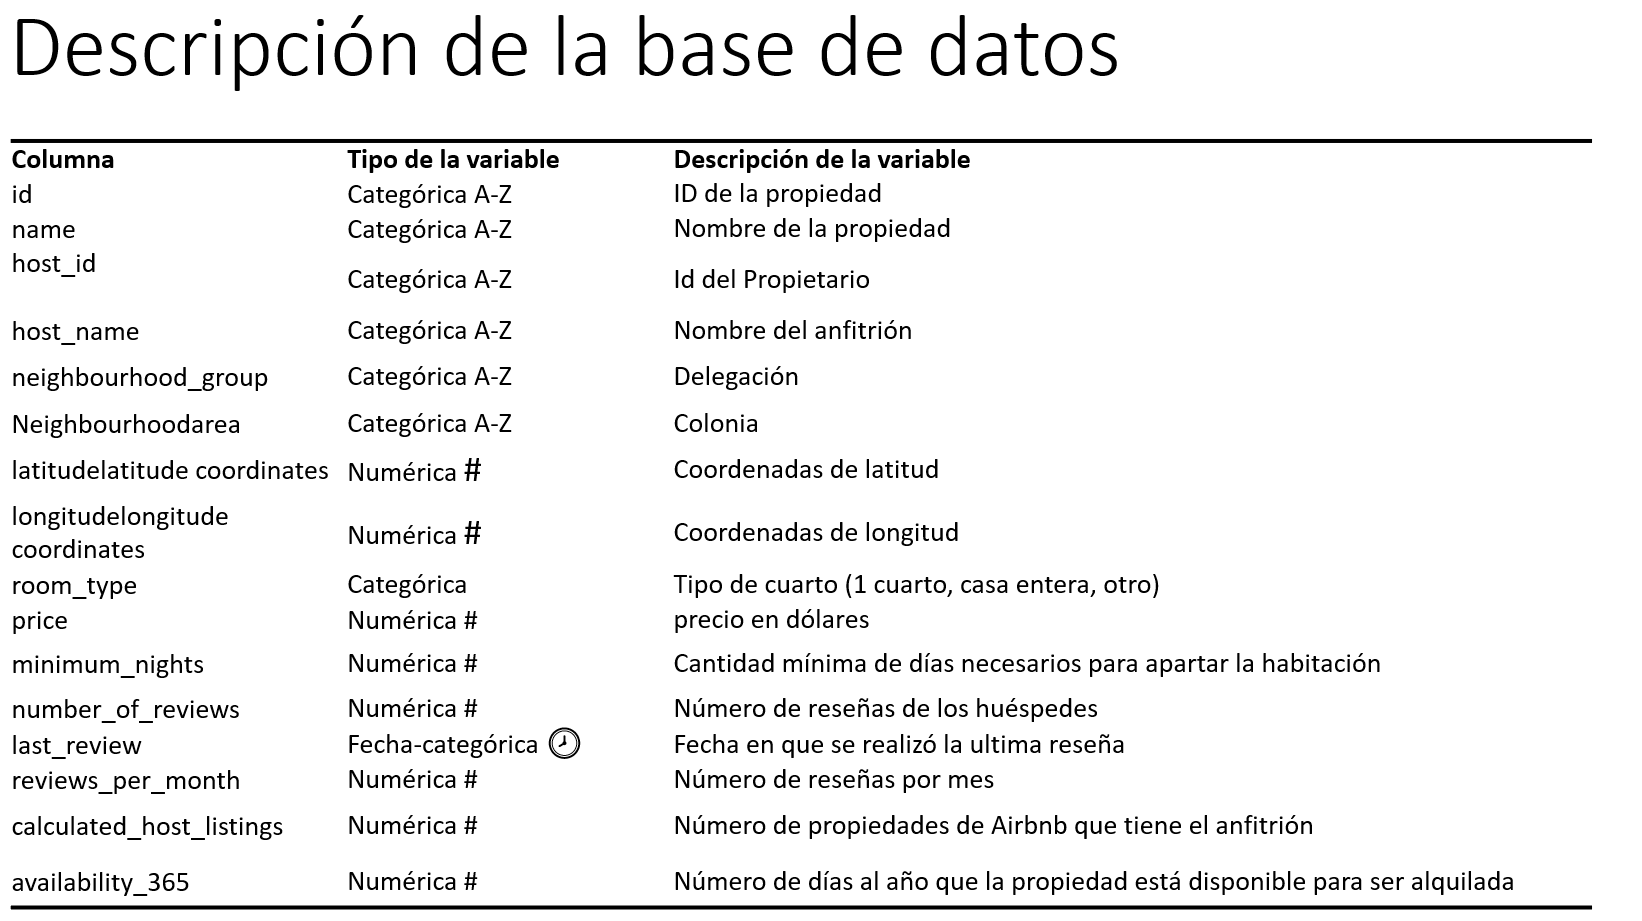 Descripción de la base de datos
Columna Tipo de la variable Descripción de la variable
id Categórica A-Z ID de la propiedad
name Categórica A-Z Nombre de la propiedad
host_id Categórica A-Z Id del Propietario
host_name Categórica A-Z Nombre del anfitrión
neighbourhood_group Categórica A-Z Delegación
Neighbourhoodarea Categórica A-Z Colonia
latitudelatitude coordinates Numérica # Coordenadas de latitud
longitudelongitude
coordinates Numérica # Coordenadas de longitud
room_type Categórica Tipo de cuarto (1 cuarto, casa entera, otro)
price Numérica # precio en dólares
minimum_nights Numérica # Cantidad mínima de días necesarios para apartar la habitación
number_of_reviews Numérica # Número de reseñas de los huéspedes
last_review Fecha-categórica Fecha en que se realizó la ultima reseña
reviews_per_month Numérica # Número de reseñas por mes
calculated_host_listings Numérica # Número de propiedades de Airbnb que tiene el anfitrión
availability_365 Numérica # Número de días al año que la propiedad está disponible para ser alquilada